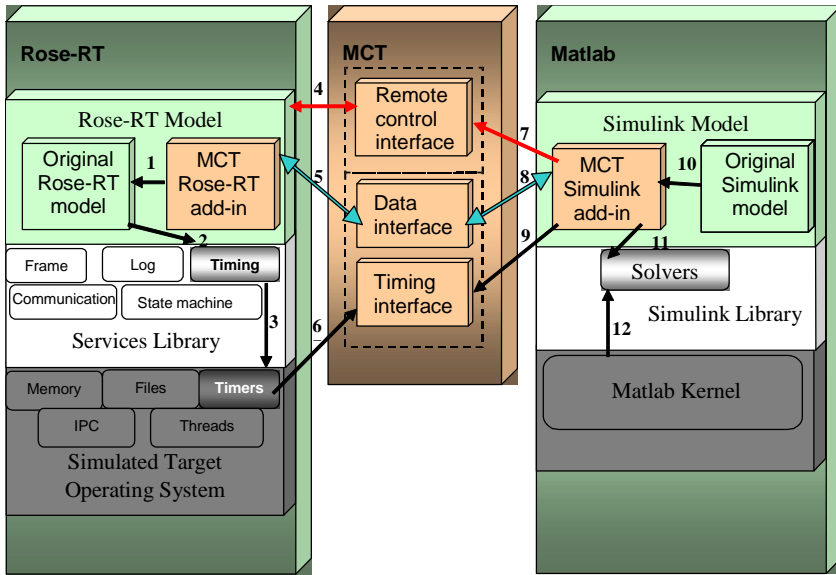 Rose-RT
Rose-RT Model
Original
Rose-RT
model
1
MCT
Rose-RT
add-in
2
Frame
Log
Timing
Communication
State machine
3
Services Library
Memory
Files
Timers
IPC
Threads
Simulated Target
Operating System
MCT
4
Remote
control
interface
7
5
Data
interface
8
9
Timing
interface
6
Matlab
Simulink Model
MCT
Simulink
add-in
10
Original
Simulink
model
11
Solvers
12
Simulink Library
Matlab Kernel